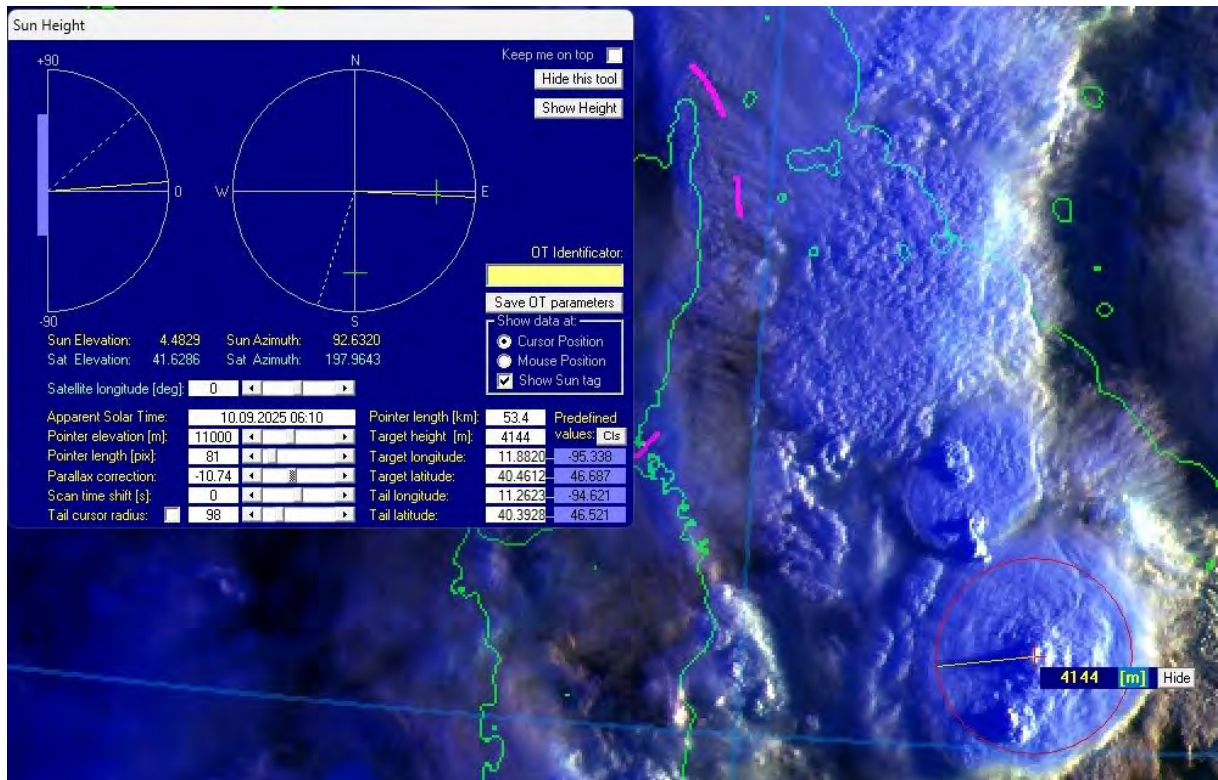 Sun Height
Keep me on top
Hide this tool
Show Height
+90
0
-90
N
W
E
S
OT Identificator:
Save OT parameters
Show data at:
Cursor Position
Mouse Position
Show Sun tag
Sun Elevation: 4.4829 Sun Azimuth: 92.6320
Sat Elevation: 41.6286 Sat Azimuth: 197.9643
Satellite longitude [deg]: 0
Apparent Solar Time: 10.09.2025 06:10 Pointer length [km]: 53.4 Predefined
Pointer elevation [m]: 11000 Target height [m]: 4144 values: Cls
Pointer length [pix]: 81 Target longitude: 11.8820 -95.338
Parallax correction: -10.74 Target latitude: 40.4612 46.687
Scan time shift [s]: 0 Tail longitude: 11.2623 -94.621
Tail cursor radius: 98 Tail latitude: 40.3928 46.521
4144 [m] Hide